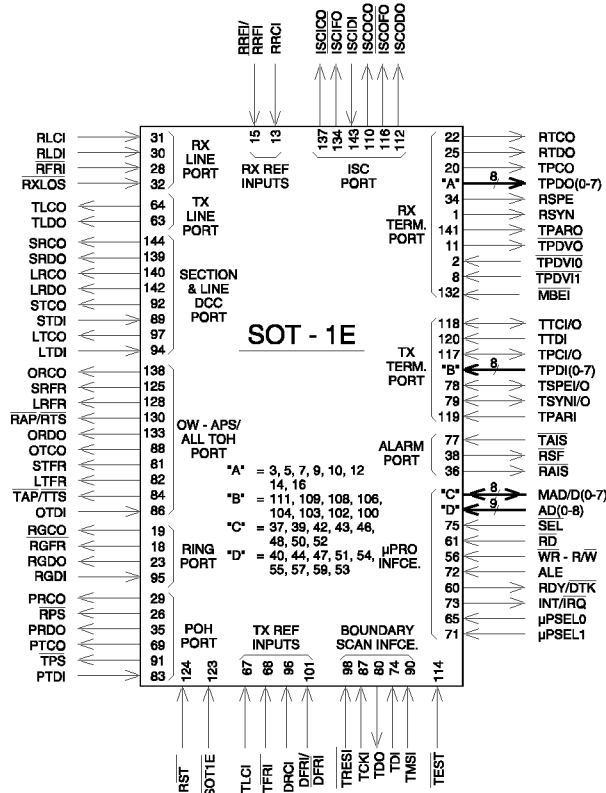 RREI/
RRFI
RRCI
ISCICO
ISCIFO
ISCIDI
ISCOCO
ISCOFO
ISCODO
15
13
137
134
143
110
116
112
RX REF
INPUTS
ISC
PORT
RLCI 31
RLDI 30
RFRI 28
RXLOS 32
RX
LINE
PORT
TLCO 64
TLDO 63
TX
LINE
PORT
SRCO 144
SRDO 139
LRCO 140
LRDO 142
STCO 92
STDI 89
LTCO 97
LTDI 94
SECTION
& LINE
DCC
PORT
ORCO 138
SRFR 125
LRFR 128
RAP/RTS 130
ORDO 133
OTCO 88
STFR 81
LTFR 82
TAP/TTS 84
OTDI 86
OW - APS/
ALL TOH
PORT
RGCO 19
RGFR 18
RGDO 23
RGDI 95
RING
PORT
PRCO 29
RPS 26
PRDO 35
PTCO 69
TPS 91
PTDI 83
POH
PORT
SOT - 1E
"A" = 3, 5, 7, 9, 10, 12
14, 16
"B" = 111, 109, 108, 106,
104, 103, 102, 100
"C" = 37, 39, 42, 43, 46,
48, 50, 52
"D" = 40, 44, 47, 51, 54,
55, 57, 59, 53
22 RTCO
25 RTDO
20 TPCO
"A" 8 TPDO(0-7)
34 RSPE
1 RSYN
141 TPARO
11 TPDVO
2 TPDVI0
8 TPDVI1
132 MBEI
RX
TERM.
PORT
118 TTCI/O
120 TTDI
117 TPCI/O
"B" 8 TPDI(0-7)
78 TSPEI/O
79 TSYNI/O
119 TPARI
TX
TERM.
PORT
77 TAIS
38 RSF
36 RAIS
ALARM
PORT
"C" 8 MAD/D(0-7)
"D" 9 AD(0-8)
75 SEL
61 RD
56 WR - R/W
72 ALE
60 RDY/DTK
73 INT/IRQ
65 µPSEL0
71 µPSEL1
µPRO
INFCE.
TX REF
INPUTS
BOUNDARY
SCAN INFCE.
124
123
67
68
96
101
98
87
80
74
90
114
RST
SOT1E
TLCI
TFRI
DRCI
DFRI/
DFRI
TRESI
TCKI
TDO
TDI
TMSI
TEST